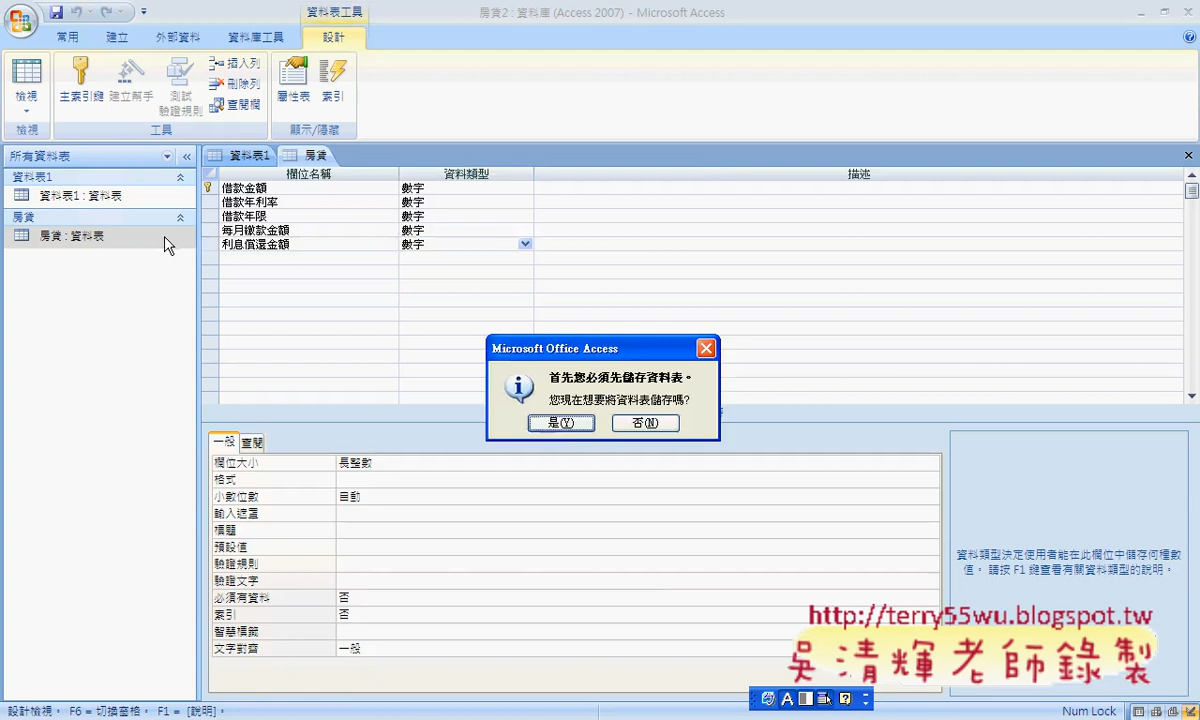 資料表工具
房貸2 : 資料庫 (Access 2007) - Microsoft Access
常用
建立
外部資料
資料庫工具
設計
檢視
主索引鍵
建立幫手
測試
驗證規則
插入列
刪除列
查閱欄
屬性表
索引
檢視
工具
顯示/隱藏
所有資料表
資料表1
資料表1 : 資料表
房貸
房貸 : 資料表
資料表1
房貸
欄位名稱
資料類型
描述
借款金額
數字
借款年利率
數字
借款年限
數字
每月繳款金額
數字
利息償還金額
數字
Microsoft Office Access
首先您必須先儲存資料表。
您現在想要將資料表儲存嗎?
是(Y)
否(N)
一般
查閱
欄位大小
長整數
格式
小數位數
自動
輸入遮罩
標題
預設值
驗證規則
驗證文字
必須有資料
否
索引
否
智慧標籤
文字對齊
一般
資料類型決定使用者能在此欄位中儲存何種數
值。 請按 F1 鍵查看有關資料類型的說明。
http://terry55wu.blogspot.tw
吳清輝老師錄製
設計檢視。 F6 = 切換窗格。 F1 = [說明]。
Num Lock